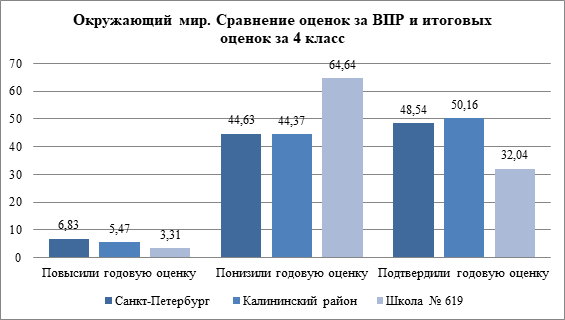 Окружающий мир. Сравнение оценок за ВПР и итоговых
оценок за 4 класс
70
60
50
40
30
20
10
0
6,83
5,47
3,31
44,63
44,37
64,64
48,54
50,16
32,04
Повысили годовую оценку
Понизили годовую оценку
Подтвердили годовую оценку
Санкт-Петербург
Калининский район
Школа № 619